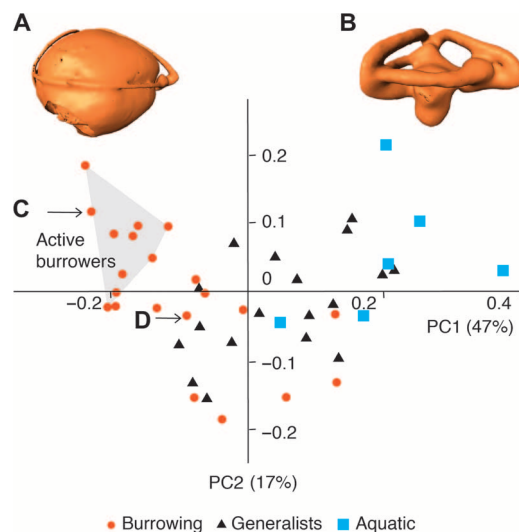 A
B
0.2
C
0.1
Active
burrowers
0
−0.2
0.2
0.4
D
PC1 (47%)
−0.1
−0.2
PC2 (17%)
Burrowing
Generalists
Aquatic